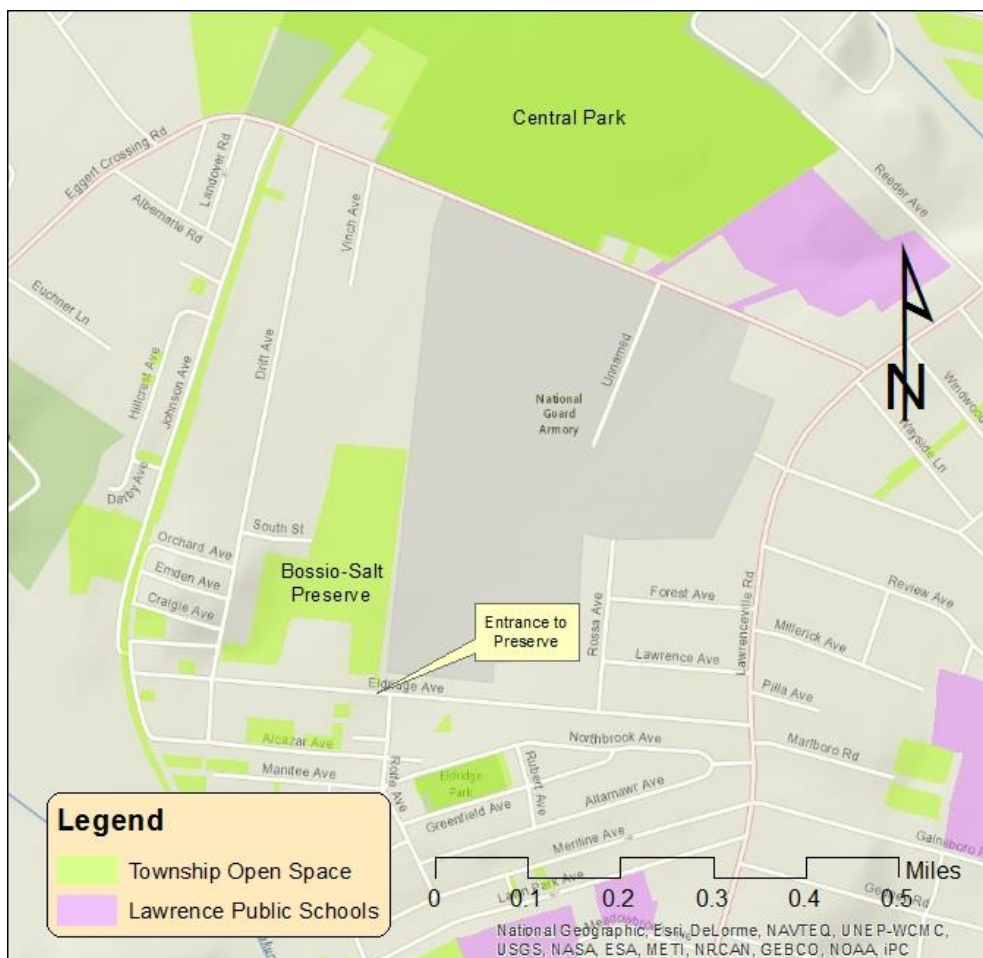 Central Park
Eggert Crossing Rd
Landover Rd
Albemarle Rd
Reeder Ave
Vinch Ave
Euchner Ln
Drift Ave
Unnamed
Hillcrest Ave
Johnson Ave
National
Guard
Armory
N
Windwood
Wayside Ln
Darby Ave
South St
Orchard Ave
Emden Ave
Craigie Ave
Bossio-Salt
Preserve
Entrance to
Preserve
Rossa Ave
Forest Ave
Lawrenceville Rd
Review Ave
Millerick Ave
Lawrence Ave
Eldridge Ave
Pilla Ave
Alcazar Ave
Northbrook Ave
Marlboro Rd
Manitee Ave
Rolfe Ave
Eldridge
Park
Rubert Ave
Altamawr Ave
Greenfield Ave
Merline Ave
Gainsboro
Legend
Township Open Space
Lawrence Public Schools
Miles
0 0.1 0.2 0.3 0.4 0.5
Park Ave
National Geographic, Esri, DeLorme, NAVTEQ, UNEP-WCMC,
USGS, NASA, ESA, METI, NRCAN, GEBCO, NOAA, iPC